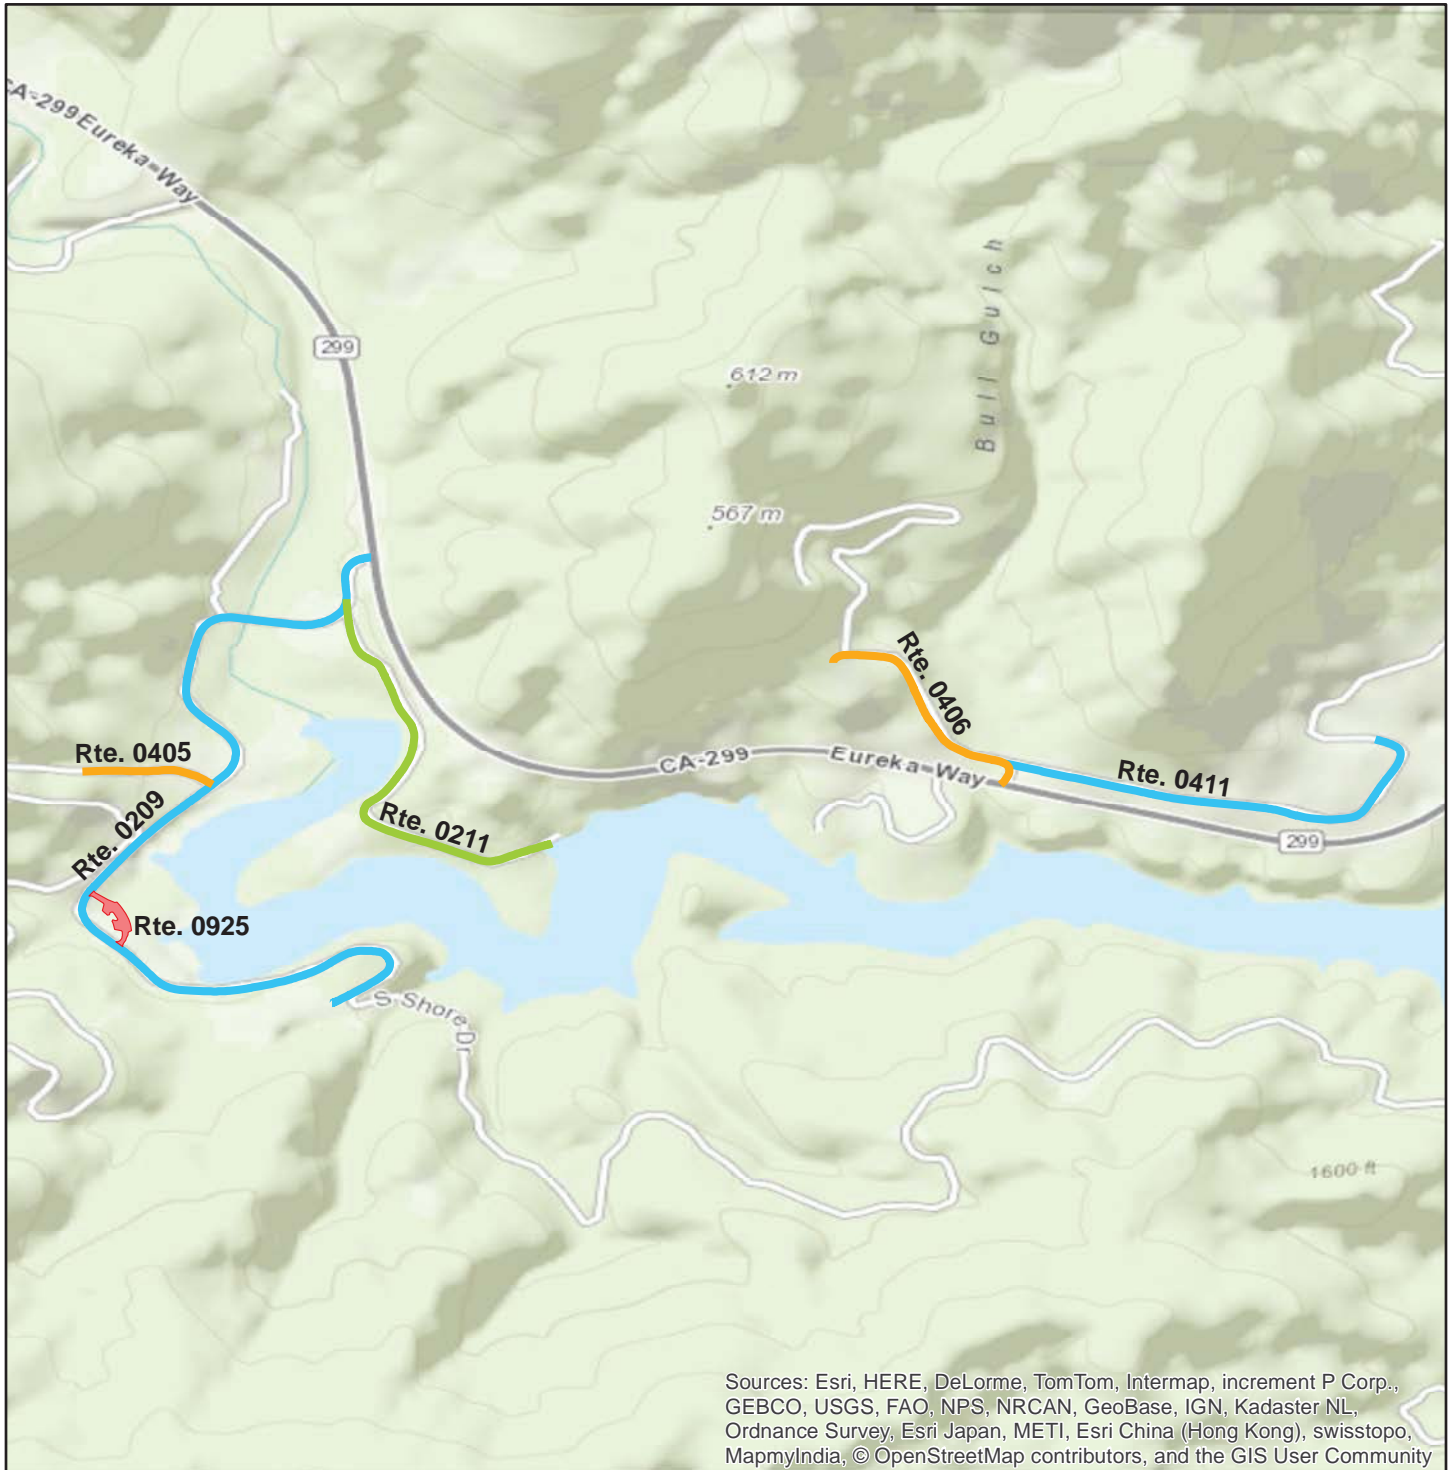 CA-299 Eureka Way
299
612 m
Bull Gulch
567 m
Rte. 0406
Rte. 0405
CA-299
Eureka Way
Rte. 0411
Rte. 0209
Rte. 0211
299
Rte. 0925
S Shore Dr
1600 ft
Sources: Esri, HERE, DeLorme, TomTom, Intermap, increment P Corp.,
GEBCO, USGS, FAO, NPS, NRCAN, GeoBase, IGN, Kadaster NL,
Ordnance Survey, Esri Japan, METI, Esri China (Hong Kong), swisstopo,
MapmyIndia, © OpenStreetMap contributors, and the GIS User Community